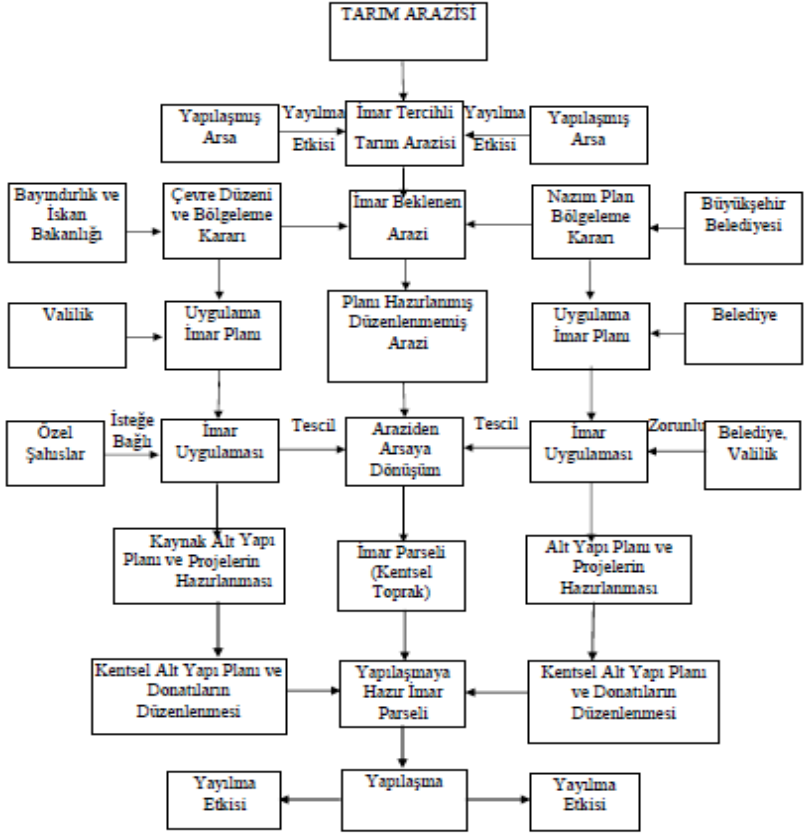 TARIM ARAZİSİ
Yapılaşmış
Arsa
Yayılma
Etkisi
İmar Tercihli
Tarım Arazisi
Yayılma
Etkisi
Yapılaşmış
Arsa
Bayındırlık ve
İskan
Bakanlığı
Çevre Düzeni
ve Bölgeleme
Kararı
İmar Beklenen
Arazi
Nazım Plan
Bölgeleme
Kararı
Büyükşehir
Belediyesi
Valilik
Uygulama
İmar Planı
Planı Hazırlanmış
Düzenlenmemiş
Arazi
Uygulama
İmar Planı
Belediye
Özel
Şahıslar
İsteğe
Bağlı
İmar
Uygulaması
Tescil
Araziden
Arsaya
Dönüşüm
Tescil
İmar
Uygulaması
Zorunlu
Belediye,
Valilik
Kaynak Alt Yapı
Planı ve Projelerin
Hazırlanması
İmar Parseli
(Kentsel
Toprak)
Alt Yapı Planı ve
Projelerin
Hazırlanması
Kentsel Alt Yapı Planı ve
Donatıların
Düzenlenmesi
Yapılaşmaya
Hazır İmar
Parseli
Kentsel Alt Yapı Planı
ve Donatıların
Düzenlenmesi
Yayılma
Etkisi
Yapılaşma
Yayılma
Etkisi